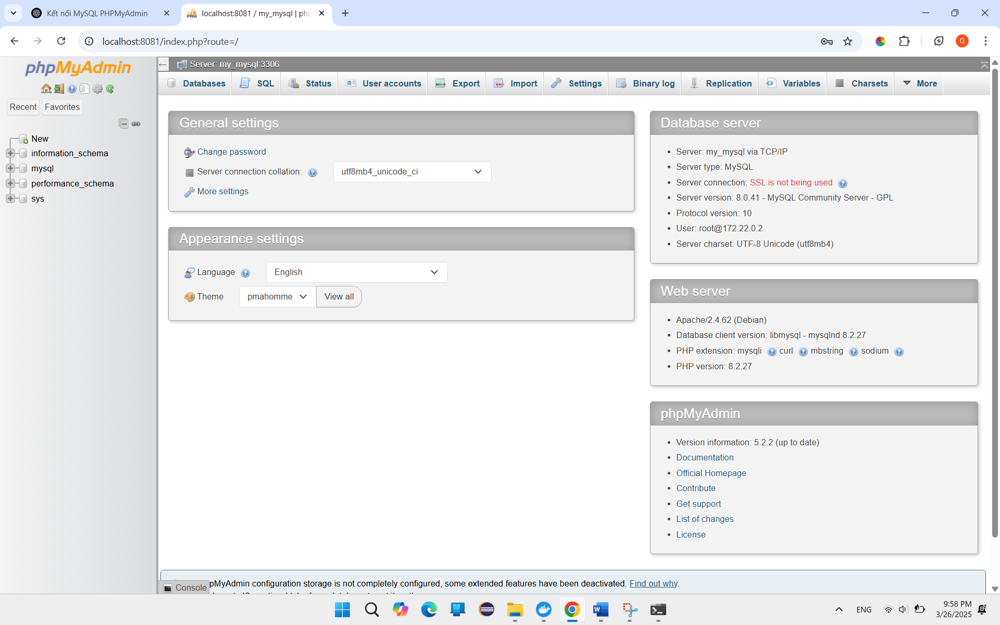 Kết nối MySQL PHPMyAdmin
localhost:8081 / my_mysql | php
localhost:8081/index.php?route=/
Q
phpMyAdmin
Recent
Favorites
New
information_schema
mysql
performance_schema
sys
Server: my_mysql:3306
Databases
SQL
Status
User accounts
Export
Import
Settings
Binary log
Replication
Variables
Charsets
More
General settings
Change password
Server connection collation:
utf8mb4_unicode_ci
More settings
Appearance settings
Language
English
Theme
pmahomme
View all
Database server
Server: my_mysql via TCP/IP
Server type: MySQL
Server connection: SSL is not being used
Server version: 8.0.41 - MySQL Community Server - GPL
Protocol version: 10
User: root@172.22.0.2
Server charset: UTF-8 Unicode (utf8mb4)
Web server
Apache/2.4.62 (Debian)
Database client version: libmysql - mysqlnd 8.2.27
PHP extension: mysqli curl mbstring sodium
PHP version: 8.2.27
phpMyAdmin
Version information: 5.2.2 (up to date)
Documentation
Official Homepage
Contribute
Get support
List of changes
License
pMyAdmin configuration storage is not completely configured, some extended features have been deactivated. Find out why.
Console
ENG
9:58 PM
3/26/2025